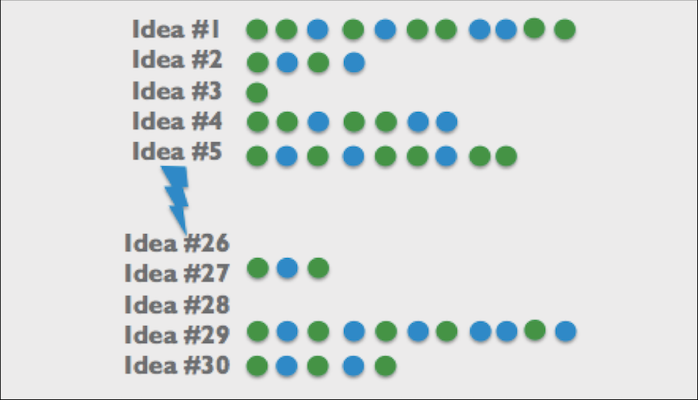 Idea #1
Idea #2
Idea #3
Idea #4
Idea #5
Idea #26
Idea #27
Idea #28
Idea #29
Idea #30